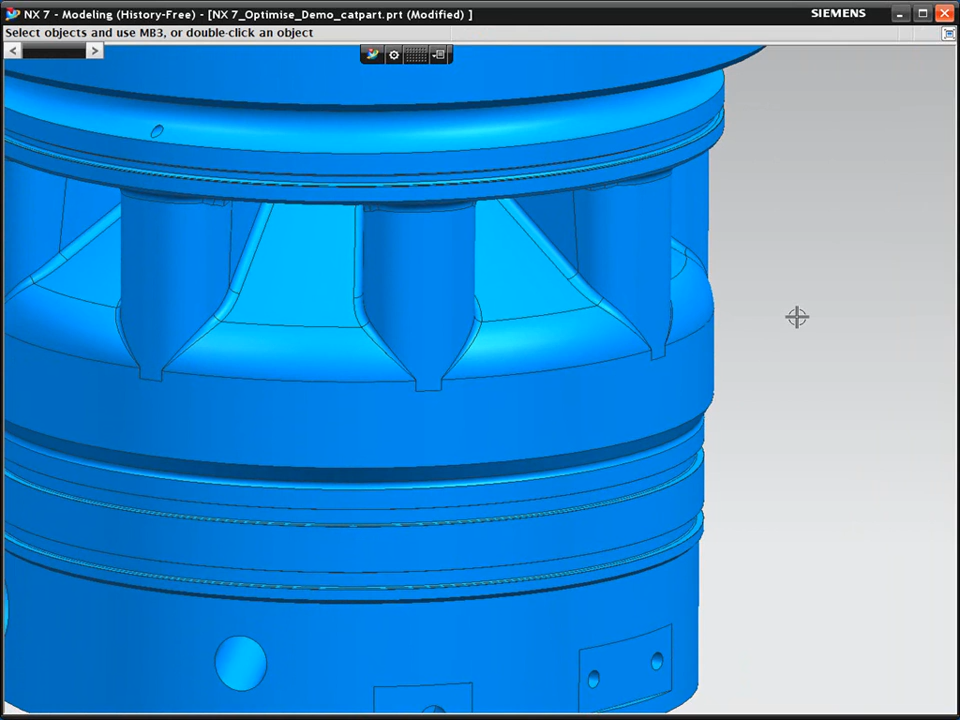 NX 7 - Modeling (History-Free) - [NX 7_Optimise_Demo_catpart.prt (Modified) ]
SIEMENS
Select objects and use MB3, or double-click an object